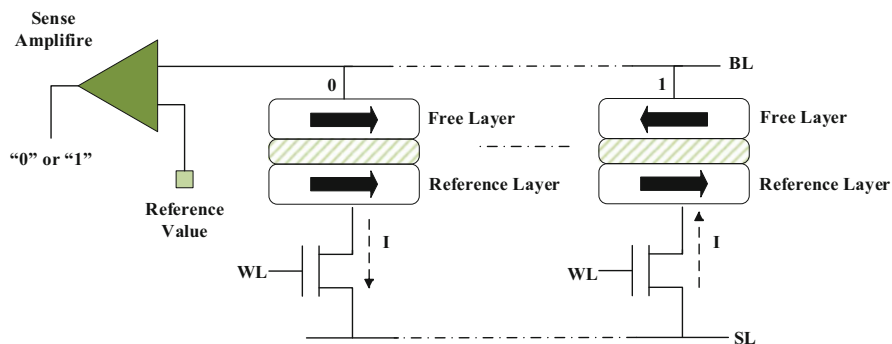 Sense
Amplifire
"0" or "1"
Reference
Value
0
Free Layer
Reference Layer
I
WL
1
BL
Free Layer
Reference Layer
I
WL
SL